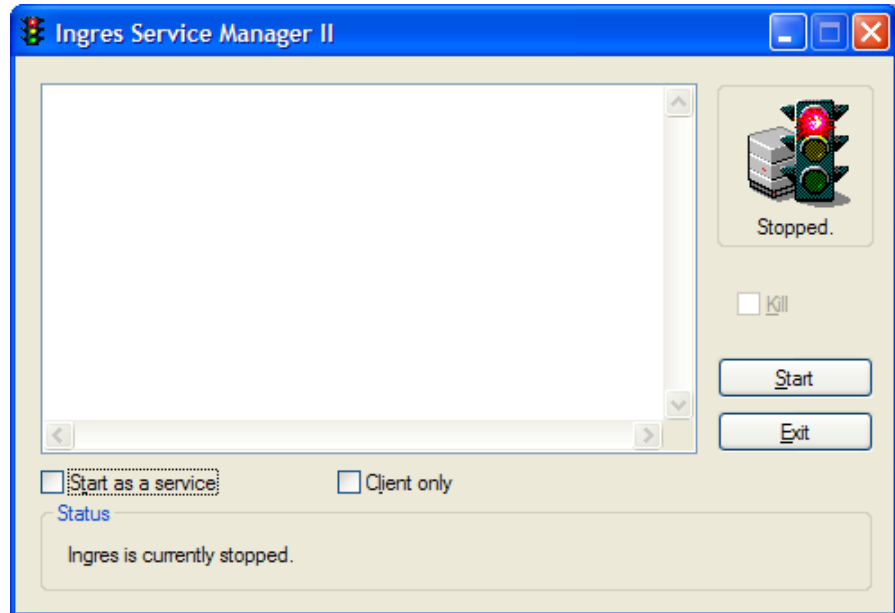 Ingres Service Manager II
Stopped.
Kill
Start
Exit
Start as a service
Client only
Status
Ingres is currently stopped.